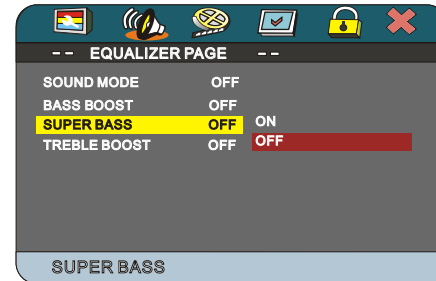 -- EQUALIZER PAGE --
SOUND MODE OFF
BASS BOOST OFF
SUPER BASS OFF ON
TREBLE BOOST OFF OFF
SUPER BASS